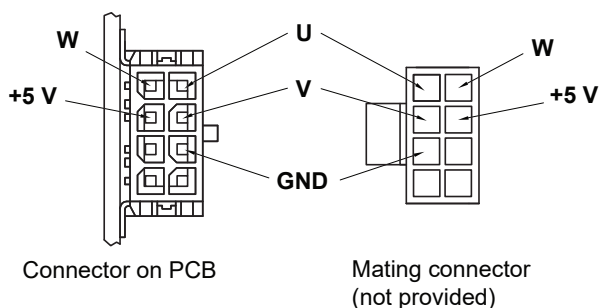 W
U
W
+5 V
V
+5 V
GND
Connector on PCB
Mating connector
(not provided)